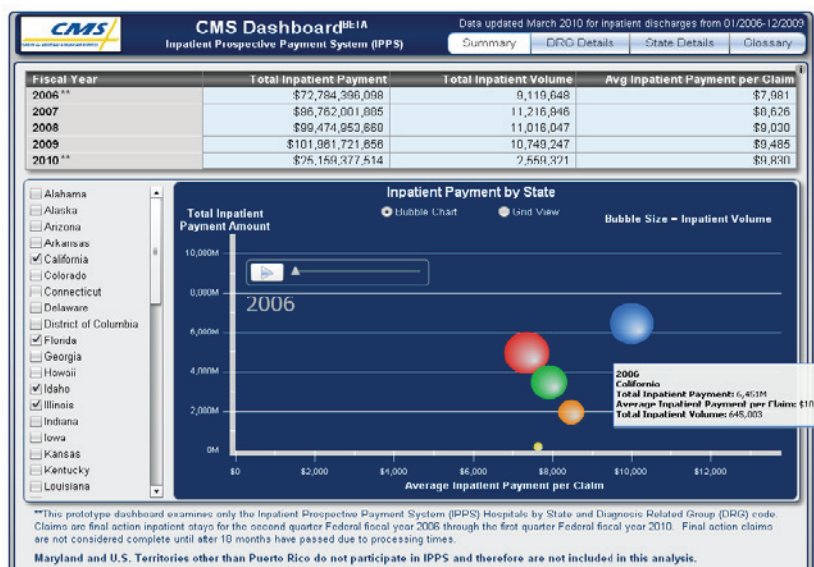 CMS
CMS Dashboard BETA
Inpatient Prospective Payment System (IPPS)
Data updated March 2010 for inpatient discharges from 01/2006-12/2009
Summary DRG Details State Details Glossary
Fiscal Year Total Inpatient Payment Total Inpatient Volume Avg Inpatient Payment per Claim
2006 ** $72,784,396,098 9,119,648 $7,981
2007 $96,762,001,885 11,216,946 $8,626
2008 $99,474,953,660 11,016,047 $9,030
2009 $101,961,721,656 10,749,247 $9,485
2010 ** $25,159,377,514 2,559,321 $9,830
Alabama
Alaska
Arizona
Arkansas
California
Colorado
Connecticut
Delaware
District of Columbia
Florida
Georgia
Hawaii
Idaho
Illinois
Indiana
Iowa
Kansas
Kentucky
Louisiana
Inpatient Payment by State
Bubble Chart Grid View
Total Inpatient
Payment Amount
Bubble Size = Inpatient Volume
10,000M
8,000M
6,000M
4,000M
2,000M
0M
2006
2006
California
Total Inpatient Payment: 6,451M
Average Inpatient Payment per Claim: $10
Total Inpatient Volume: 645,003
$0 $2,000 $4,000 $6,000 $8,000 $10,000 $12,000
Average Inpatient Payment per Claim
**This prototype dashboard examines only the Inpatient Prospective Payment System (IPPS) Hospitals by State and Diagnosis Related Group (DRG) code.
Claims are final action inpatient stays for the second quarter Federal fiscal year 2006 through the first quarter Federal fiscal year 2010. Final action claims
are not considered complete until after 18 months have passed due to processing times.
Maryland and U.S. Territories other than Puerto Rico do not participate in IPPS and therefore are not included in this analysis.